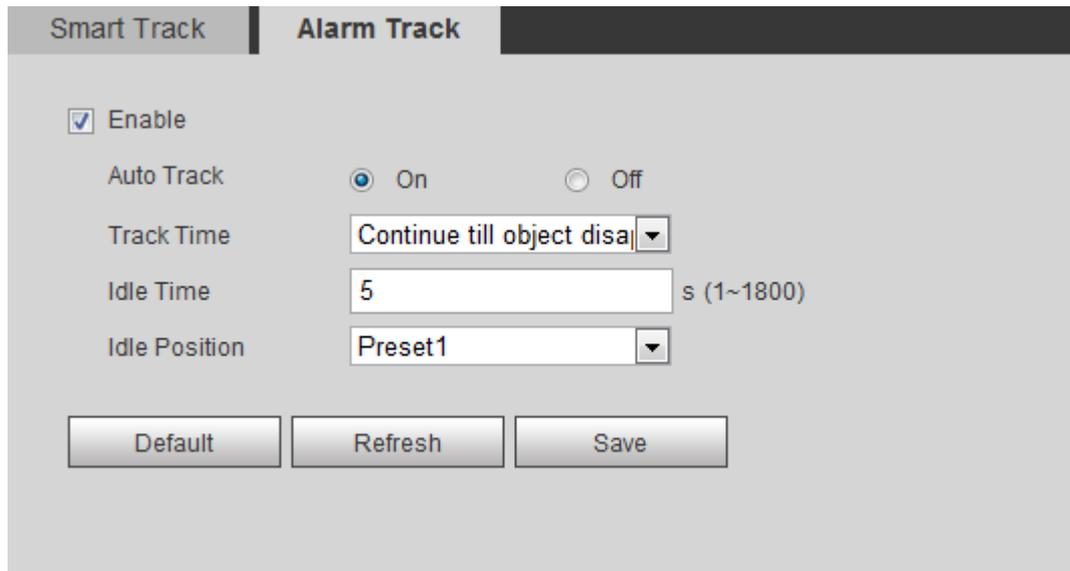 Smart Track Alarm Track
Enable
Auto Track On Off
Track Time Continue till object disa
Idle Time 5 s (1~1800)
Idle Position Preset1
Default Refresh Save